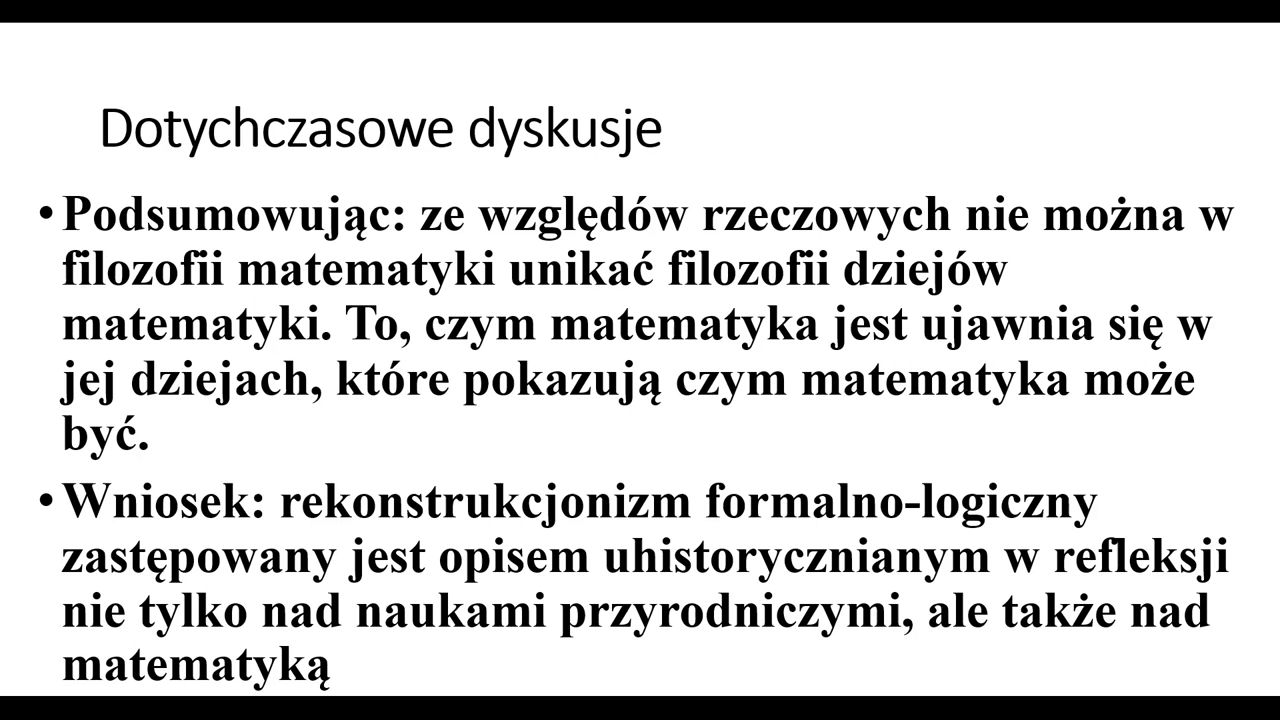 Dotychczasowe dyskusje
• Podsumowując: ze względów rzeczowych nie można w
filozofii matematyki unikać filozofii dziejów
matematyki. To, czym matematyka jest ujawnia się w
jej dziejach, które pokazują czym matematyka może
być.
• Wniosek: rekonstrukcjonizm formalno-logiczny
zastępowany jest opisem uhistorycznianym w refleksji
nie tylko nad naukami przyrodniczymi, ale także nad
matematyką